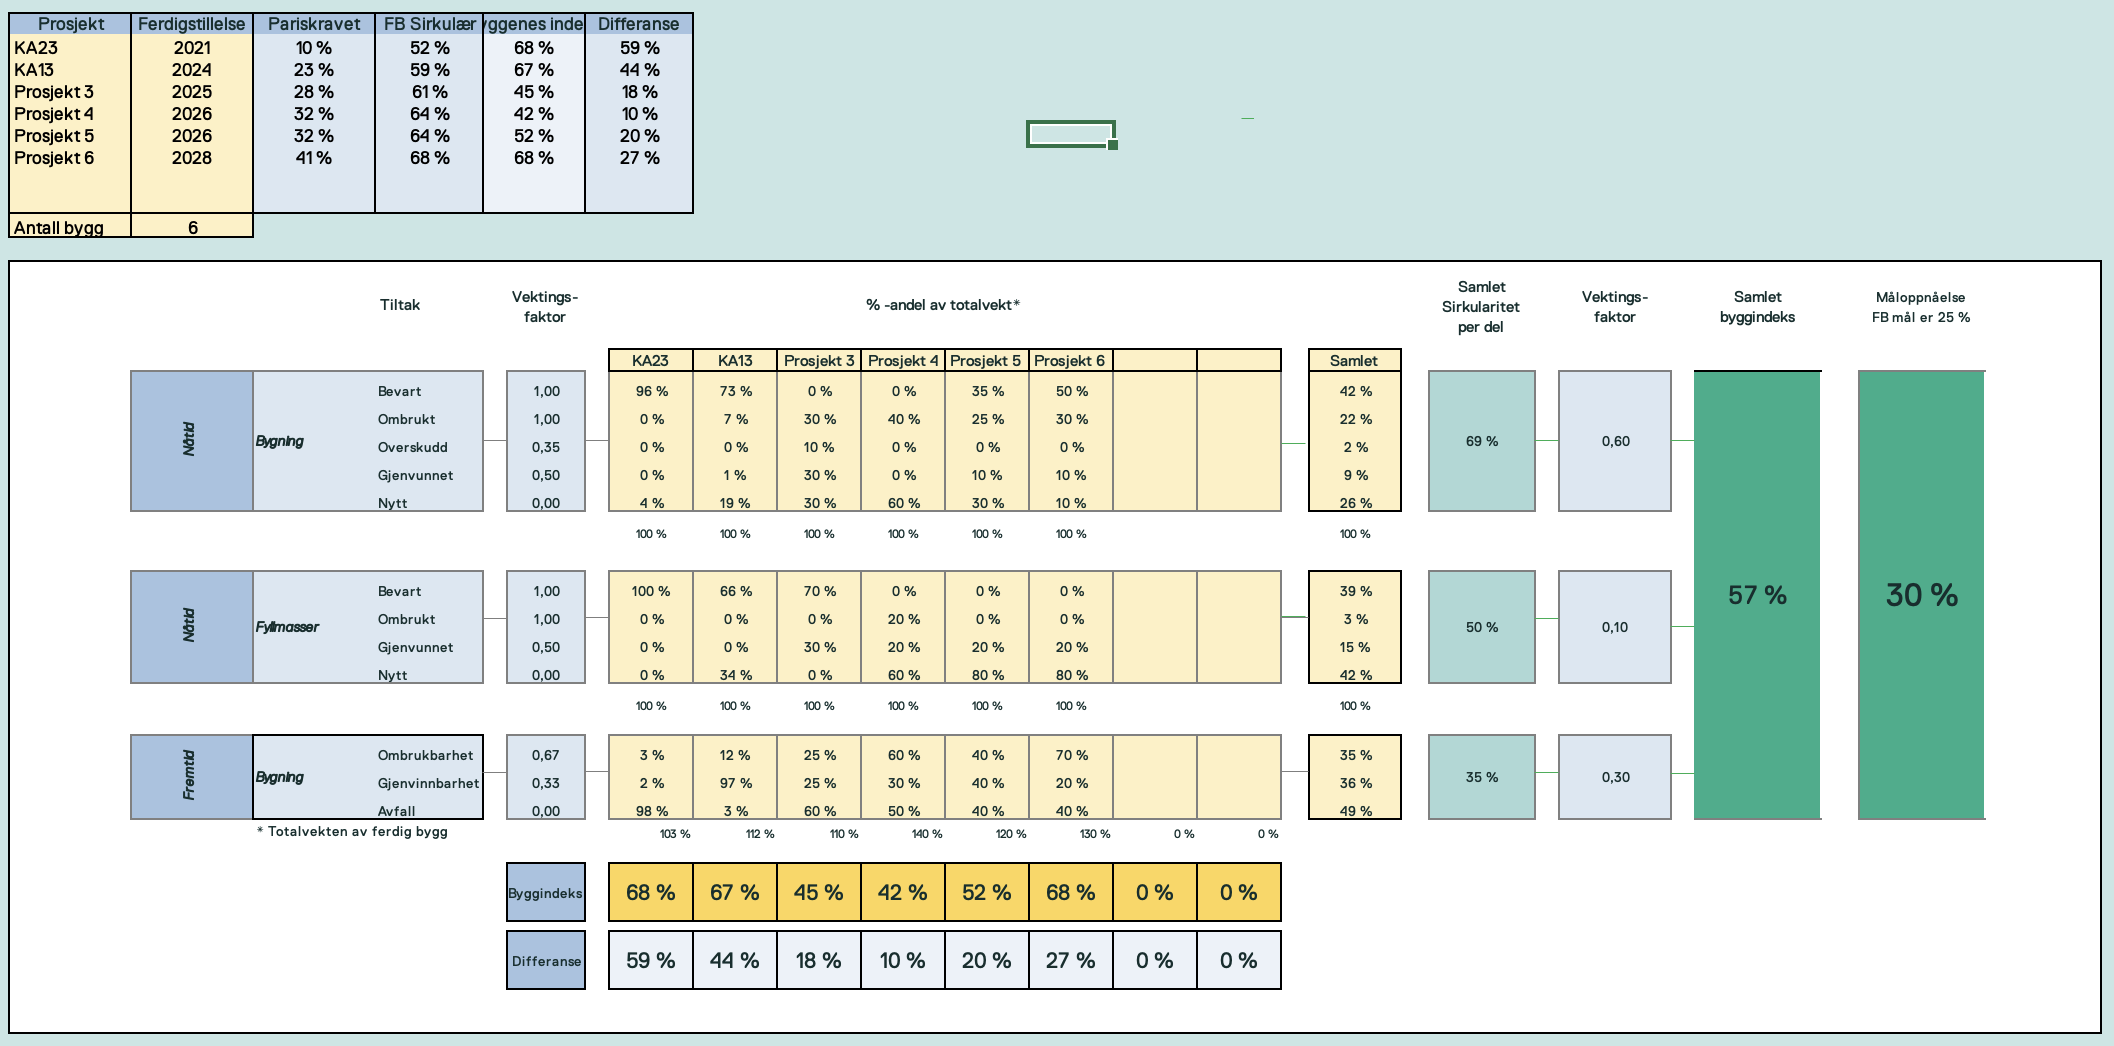 Prosjekt Ferdigstillelse Pariskravet FB Sirkulær yggenes inde Differanse
KA23 2021 10 % 52 % 68 % 59 %
KA13 2024 23 % 59 % 67 % 44 %
Prosjekt 3 2025 28 % 61 % 45 % 18 %
Prosjekt 4 2026 32 % 64 % 42 % 10 %
Prosjekt 5 2026 32 % 64 % 52 % 20 %
Prosjekt 6 2028 41 % 68 % 68 % 27 %
Antall bygg 6
Tiltak
Vektings-
faktor
% -andel av totalvekt*
Samlet
Sirkularitet
per del
Vektings-
faktor
Samlet
byggindeks
Måloppnåelse
FB mål er 25 %
KA23 KA13 Prosjekt 3 Prosjekt 4 Prosjekt 5 Prosjekt 6 Samlet
Nåtid
Bygning
Bevart 1,00 96 % 73 % 0 % 0 % 35 % 50 % 42 %
Ombrukt 1,00 0 % 7 % 30 % 40 % 25 % 30 % 22 %
Overskudd 0,35 0 % 0 % 10 % 0 % 0 % 0 % 2 %
Gjenvunnet 0,50 0 % 1 % 30 % 0 % 10 % 10 % 9 %
Nytt 0,00 4 % 19 % 30 % 60 % 30 % 10 % 26 %
69 % 0,60
100 % 100 % 100 % 100 % 100 % 100 % 100 %
Nåtid
Fyllmasser
Bevart 1,00 100 % 66 % 70 % 0 % 0 % 0 % 39 %
Ombrukt 1,00 0 % 0 % 0 % 20 % 0 % 0 % 3 %
Gjenvunnet 0,50 0 % 0 % 30 % 20 % 20 % 20 % 15 %
Nytt 0,00 0 % 34 % 0 % 60 % 80 % 80 % 42 %
50 % 0,10
57 % 30 %
100 % 100 % 100 % 100 % 100 % 100 % 100 %
Fremtid
Bygning
Ombrukbarhet 0,67 3 % 12 % 25 % 60 % 40 % 70 % 35 %
Gjenvinnbarhet 0,33 2 % 97 % 25 % 30 % 40 % 20 % 36 %
Avfall 0,00 98 % 3 % 60 % 50 % 40 % 40 % 49 %
35 % 0,30
* Totalvekten av ferdig bygg
103 % 112 % 110 % 140 % 120 % 130 % 0 % 0 %
Byggindeks 68 % 67 % 45 % 42 % 52 % 68 % 0 % 0 %
Differanse 59 % 44 % 18 % 10 % 20 % 27 % 0 % 0 %